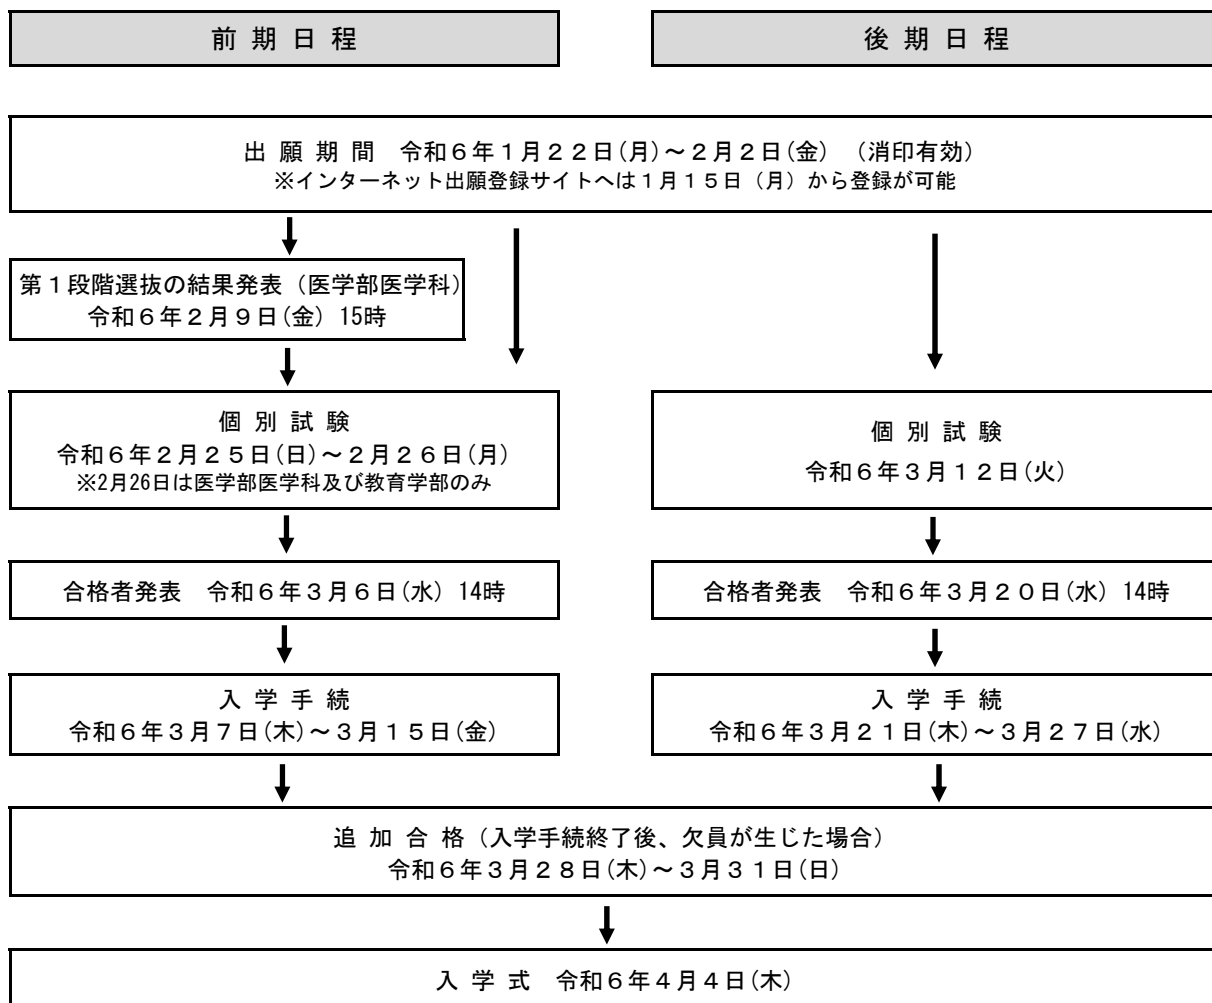 前期日程
後期日程
出願期間　令和６年１月２２日(月)～２月２日(金)　(消印有効)
※インターネット出願登録サイトへは１月１５日（月）から登録が可能
第１段階選抜の結果発表（医学部医学科）
令和６年２月９日(金) 15時
個別試験
令和６年２月２５日(日)～２月２６日(月)
※2月26日は医学部医学科及び教育学部のみ
個別試験
令和６年３月１２日(火)
合格者発表　令和６年３月６日(水) 14時
合格者発表　令和６年３月２０日(水) 14時
入学手続
令和６年３月７日(木)～３月１５日(金)
入学手続
令和６年３月２１日(木)～３月２７日(水)
追加合格（入学手続終了後、欠員が生じた場合）
令和６年３月２８日(木)～３月３１日(日)
入学式　令和６年４月４日(木)